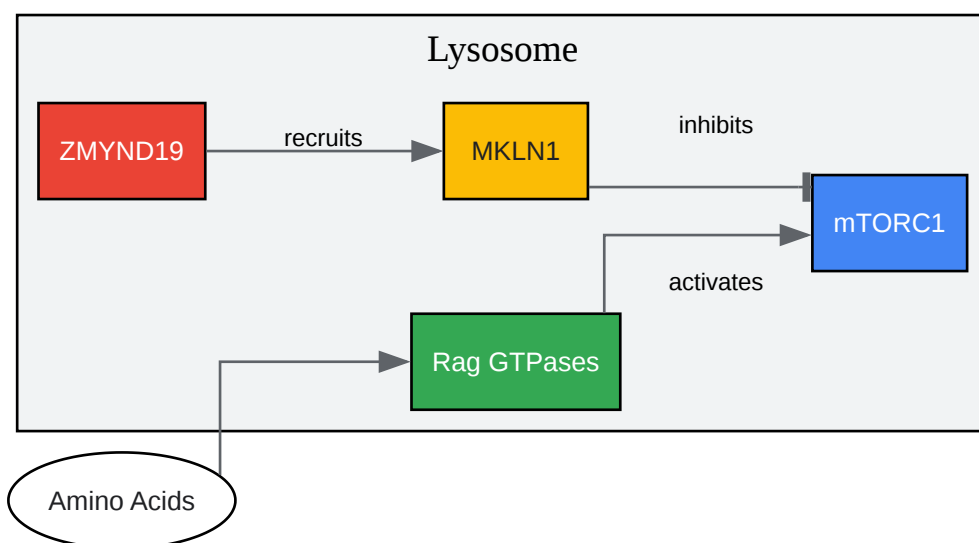 Lysosome
ZMYND19
recruits
MKLN1
inhibits
mTORC1
activates
Rag GTPases
Amino Acids